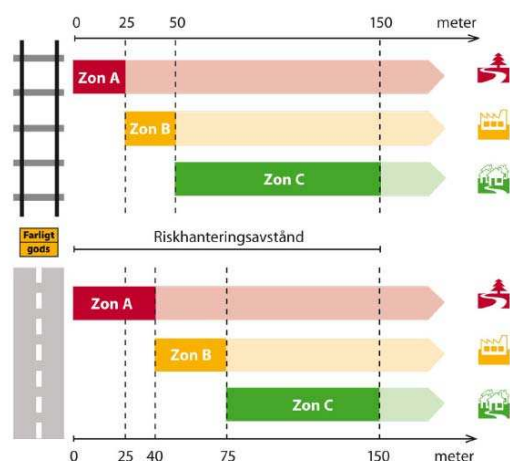 0 25 50 150 meter
Zon A
Zon B
Zon C
Farligt
gods
Riskhanteringsavstånd
Zon A
Zon B
Zon C
0 25 40 75 150 meter